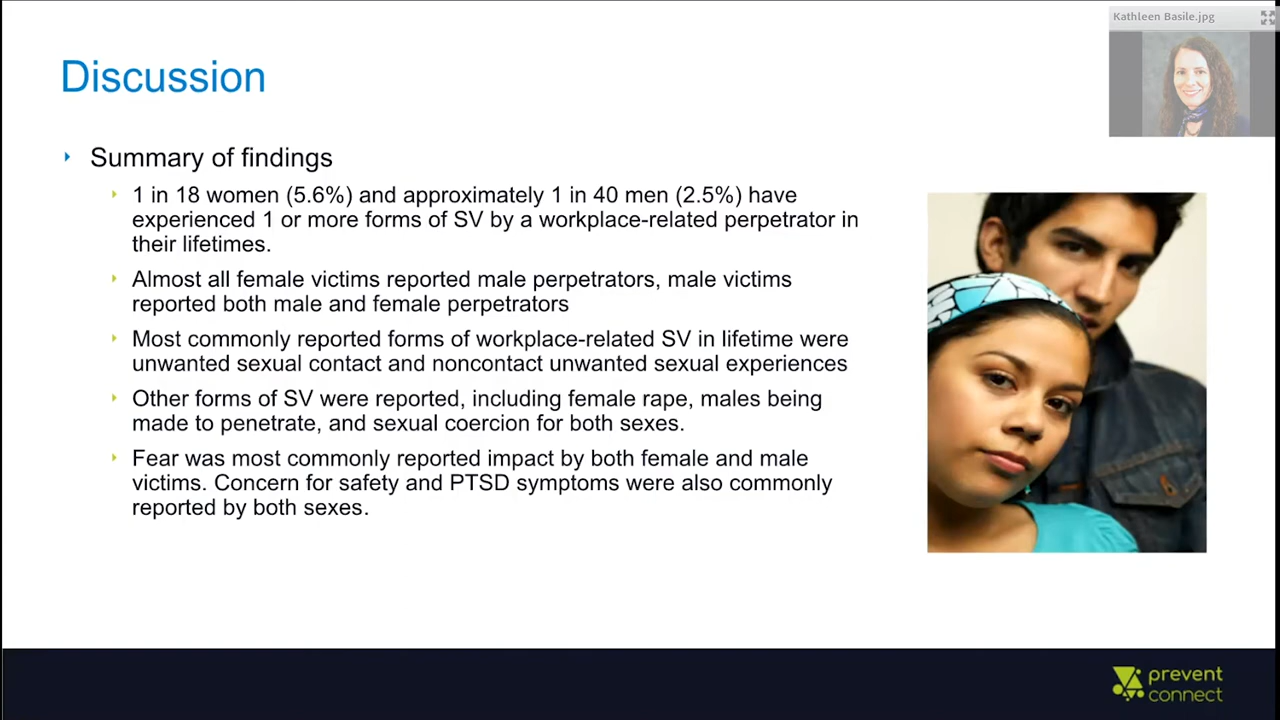 Kathleen Basile.jpg
Discussion
Summary of findings
1 in 18 women (5.6%) and approximately 1 in 40 men (2.5%) have
experienced 1 or more forms of SV by a workplace-related perpetrator in
their lifetimes.
Almost all female victims reported male perpetrators, male victims
reported both male and female perpetrators
Most commonly reported forms of workplace-related SV in lifetime were
unwanted sexual contact and noncontact unwanted sexual experiences
Other forms of SV were reported, including female rape, males being
made to penetrate, and sexual coercion for both sexes.
Fear was most commonly reported impact by both female and male
victims. Concern for safety and PTSD symptoms were also commonly
reported by both sexes.
prevent
connect